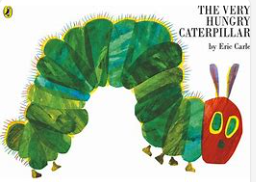 THE VERY
HUNGRY
CATERPILLAR
by Eric Carle